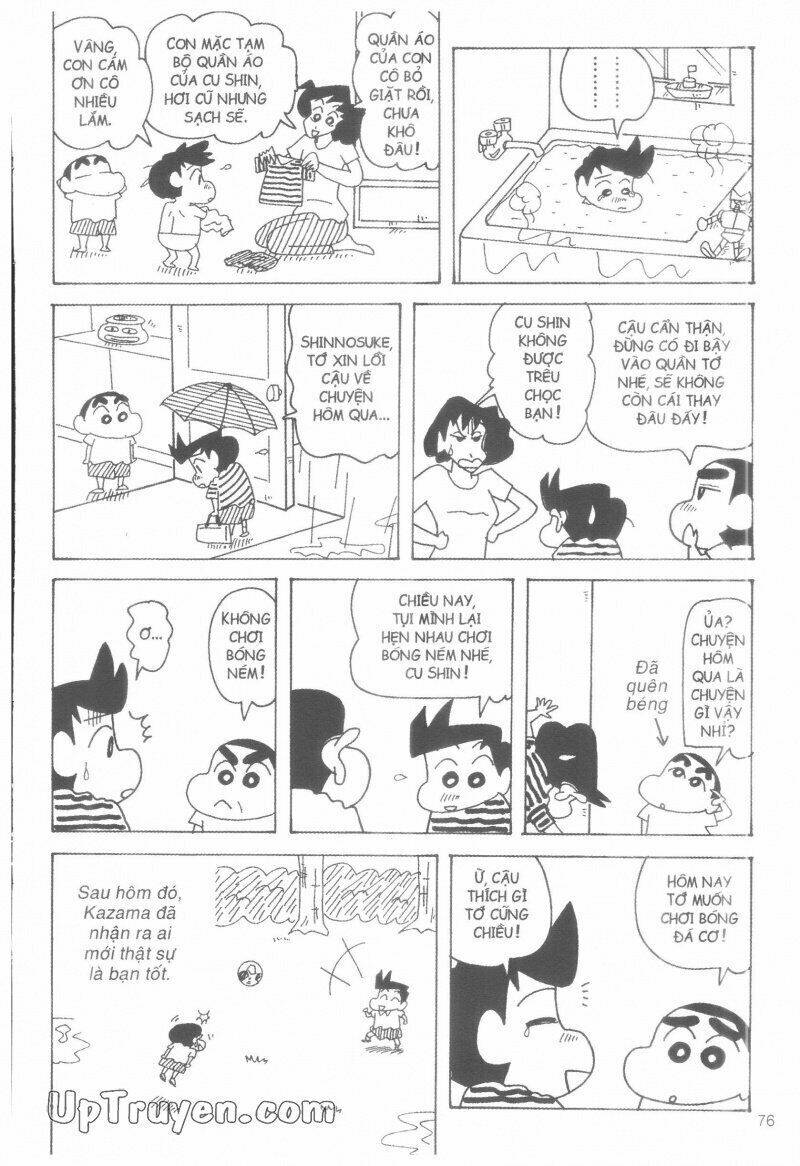 ............
QUẦN ÁO
CỦA CON
CÔ BỎ
GIẶT RỒI,
CHƯA
KHÔ
ĐÂU!
CON MẶC TẠM
BỘ QUẦN ÁO
CỦA CU SHIN,
HƠI CŨ NHƯNG
SẠCH SẼ.
VÂNG,
CON CÁM
ƠN CÔ
NHIỀU
LẮM.
CẬU CẨN THẬN,
ĐỪNG CÓ ĐI BẬY
VÀO QUẦN TỚ
NHÉ, SẼ KHÔNG
CÒN CÁI THAY
ĐÂU ĐẤY!
CU SHIN
KHÔNG
ĐƯỢC
TRÊU
CHỌC
BẠN!
SHINNOSUKE,
TỚ XIN LỖI
CẬU VỀ
CHUYỆN
HÔM QUA...
ỦA?
CHUYỆN
HÔM
QUA LÀ
CHUYỆN
GÌ VẬY
NHỈ?
Đã
quên
béng
CHIỀU NAY,
TỤI MÌNH LẠI
HẸN NHAU CHƠI
BÓNG NÉM NHÉ,
CU SHIN!
KHÔNG
CHƠI
BÓNG
NÉM!
Ơ...
HÔM NAY
TỚ MUỐN
CHƠI BÓNG
ĐÁ CƠ!
Ừ, CẬU
THÍCH GÌ
TỚ CŨNG
CHIỀU!
Sau hôm đó,
Kazama đã
nhận ra ai
mới thật sự
là bạn tốt.
UpTruyen.com
76